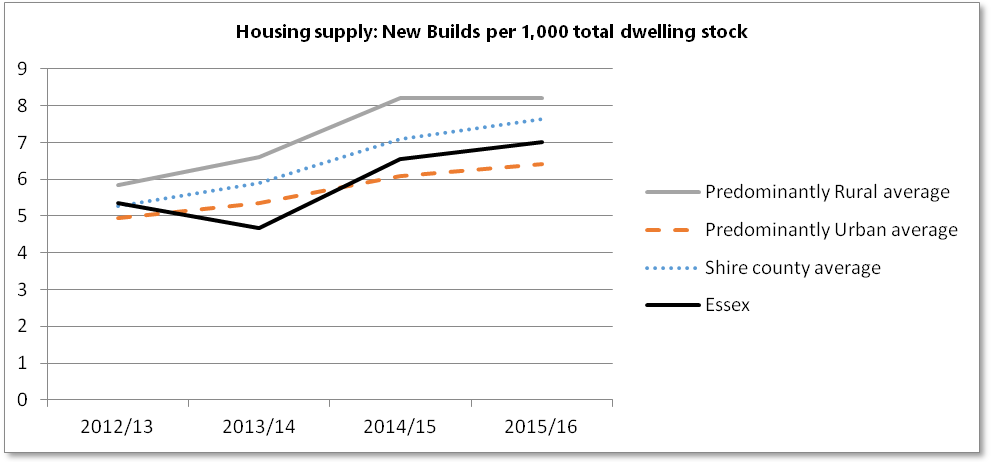 Housing supply: New Builds per 1,000 total dwelling stock
9
8
7
6
5
4
3
2
1
0
2012/13 2013/14 2014/15 2015/16
Predominantly Rural average
Predominantly Urban average
Shire county average
Essex